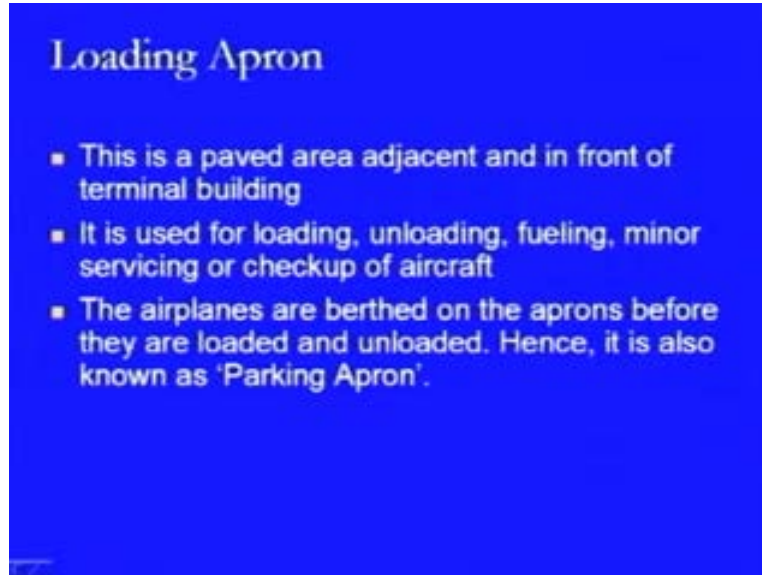 Loading Apron
This is a paved area adjacent and in front of
terminal building
It is used for loading, unloading, fueling, minor
servicing or checkup of aircraft
The airplanes are berthed on the aprons before
they are loaded and unloaded. Hence, it is also
known as ‘Parking Apron’.